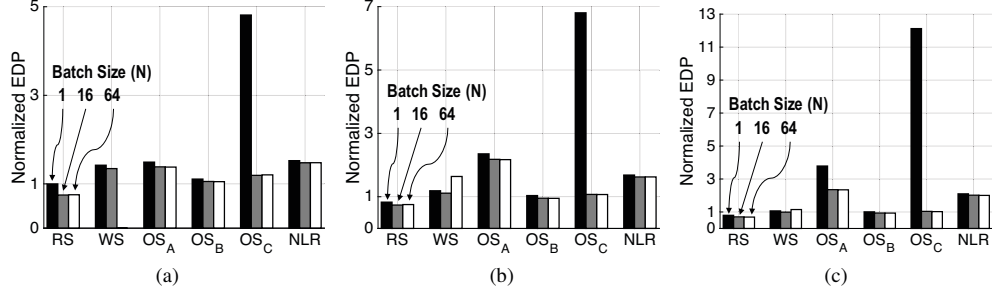 5
3
1
0
Normalized EDP
Batch Size (N)
1 16 64
RS WS OS A OS B OS C NLR
(a)
7
5
3
1
0
Normalized EDP
Batch Size (N)
1 16 64
RS WS OS A OS B OS C NLR
(b)
13
11
9
7
5
3
1
0
Normalized EDP
Batch Size (N)
1 16 64
RS WS OS A OS B OS C NLR
(c)